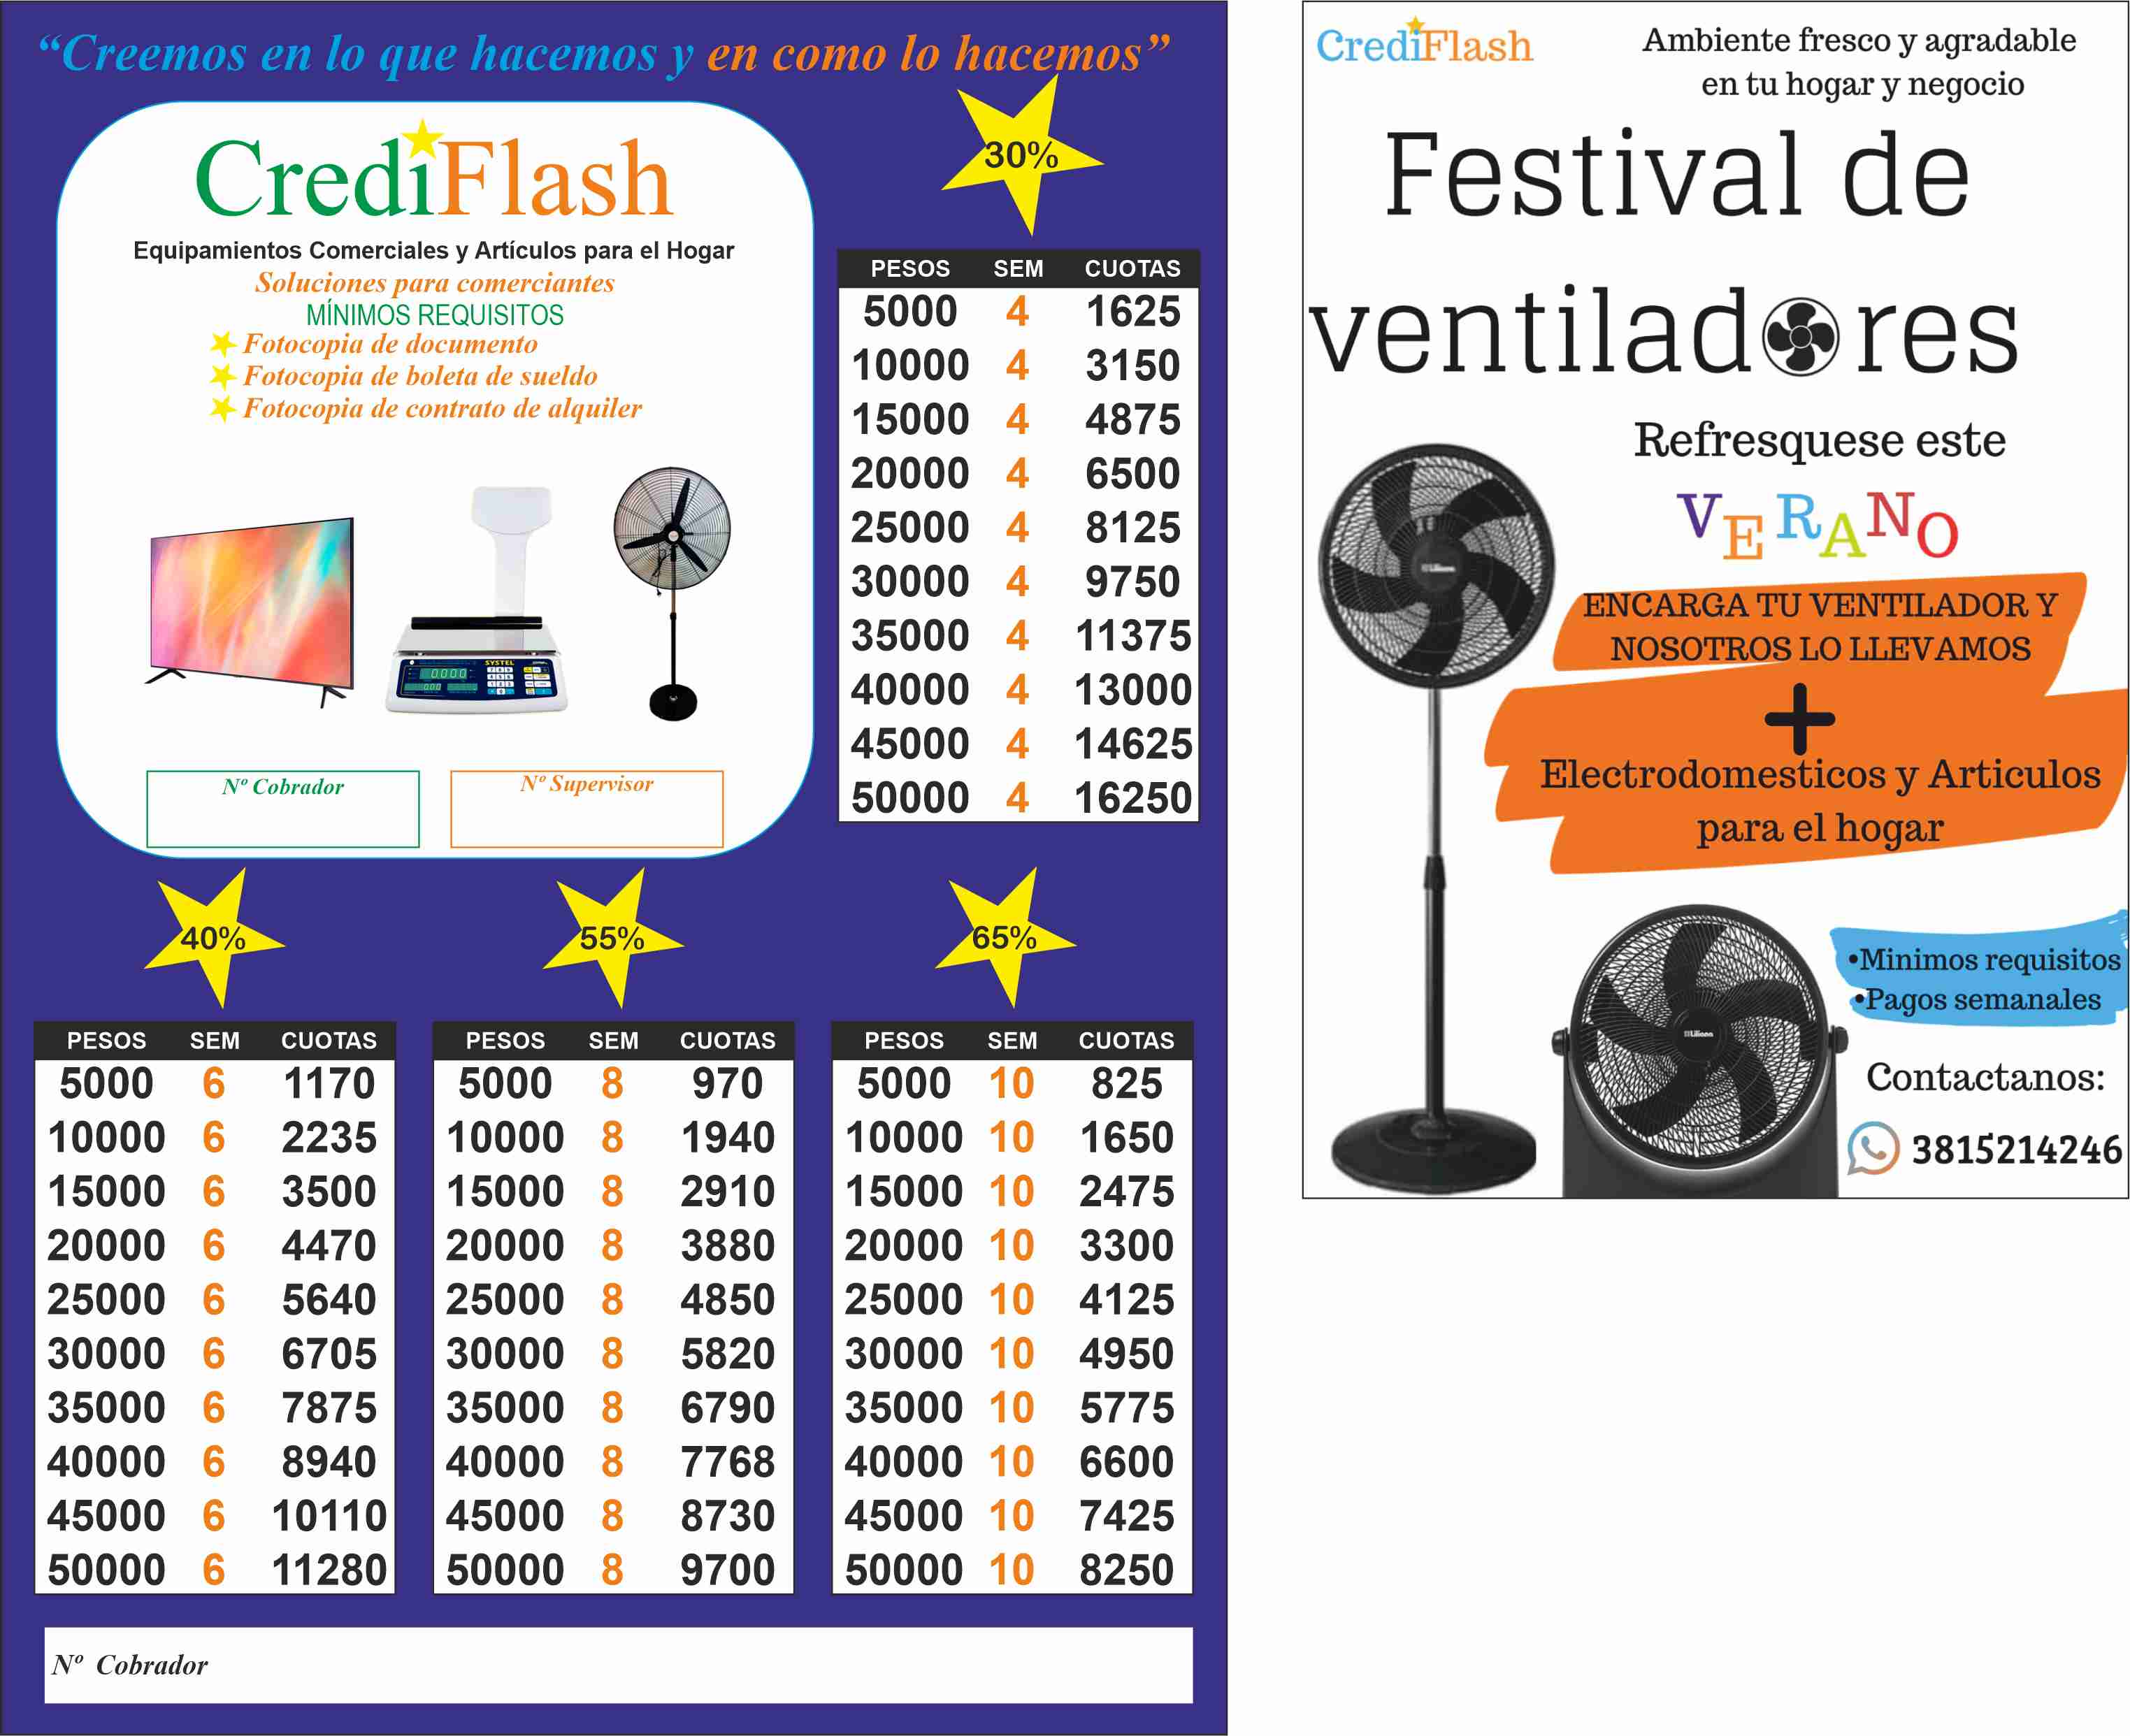 “Creemos en lo que hacemos y en como lo hacemos”
CrediFlash
Equipamientos Comerciales y Artículos para el Hogar
Soluciones para comerciantes
MÍNIMOS REQUISITOS
Fotocopia de documento
Fotocopia de boleta de sueldo
Fotocopia de contrato de alquiler
SYSTEL
0.000
0.00
Nº Cobrador
Nº Supervisor
30%
PESOS SEM CUOTAS
5000 4 1625
10000 4 3150
15000 4 4875
20000 4 6500
25000 4 8125
30000 4 9750
35000 4 11375
40000 4 13000
45000 4 14625
50000 4 16250
40%
PESOS SEM CUOTAS
5000 6 1170
10000 6 2235
15000 6 3500
20000 6 4470
25000 6 5640
30000 6 6705
35000 6 7875
40000 6 8940
45000 6 10110
50000 6 11280
55%
PESOS SEM CUOTAS
5000 8 970
10000 8 1940
15000 8 2910
20000 8 3880
25000 8 4850
30000 8 5820
35000 8 6790
40000 8 7768
45000 8 8730
50000 8 9700
65%
PESOS SEM CUOTAS
5000 10 825
10000 10 1650
15000 10 2475
20000 10 3300
25000 10 4125
30000 10 4950
35000 10 5775
40000 10 6600
45000 10 7425
50000 10 8250
Nº Cobrador
CrediFlash
Ambiente fresco y agradable
en tu hogar y negocio
Festival de
ventiladores
Refresquese este
VERANO
ENCARGA TU VENTILADOR Y
NOSOTROS LO LLEVAMOS
+
Electrodomesticos y Articulos
para el hogar
Liliana
Liliana
•Minimos requisitos
•Pagos semanales
Contactanos:
3815214246